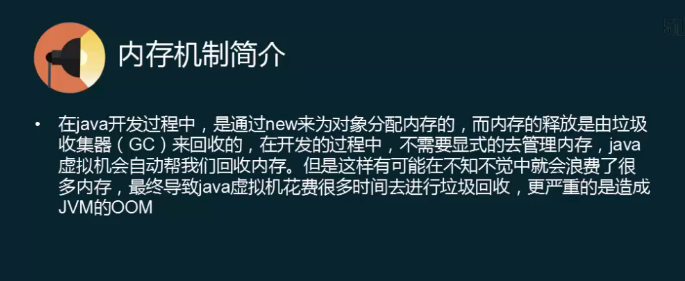 内存机制简介
• 在java开发过程中，是通过new来为对象分配内存的，而内存的释放是由垃圾
收集器（GC）来回收的，在开发的过程中，不需要显式的去管理内存，java
虚拟机会自动帮我们回收内存。但是这样有可能在不知不觉中就会浪费了很
多内存，最终导致java虚拟机花费很多时间去进行垃圾回收，更严重的是造成
JVM的OOM